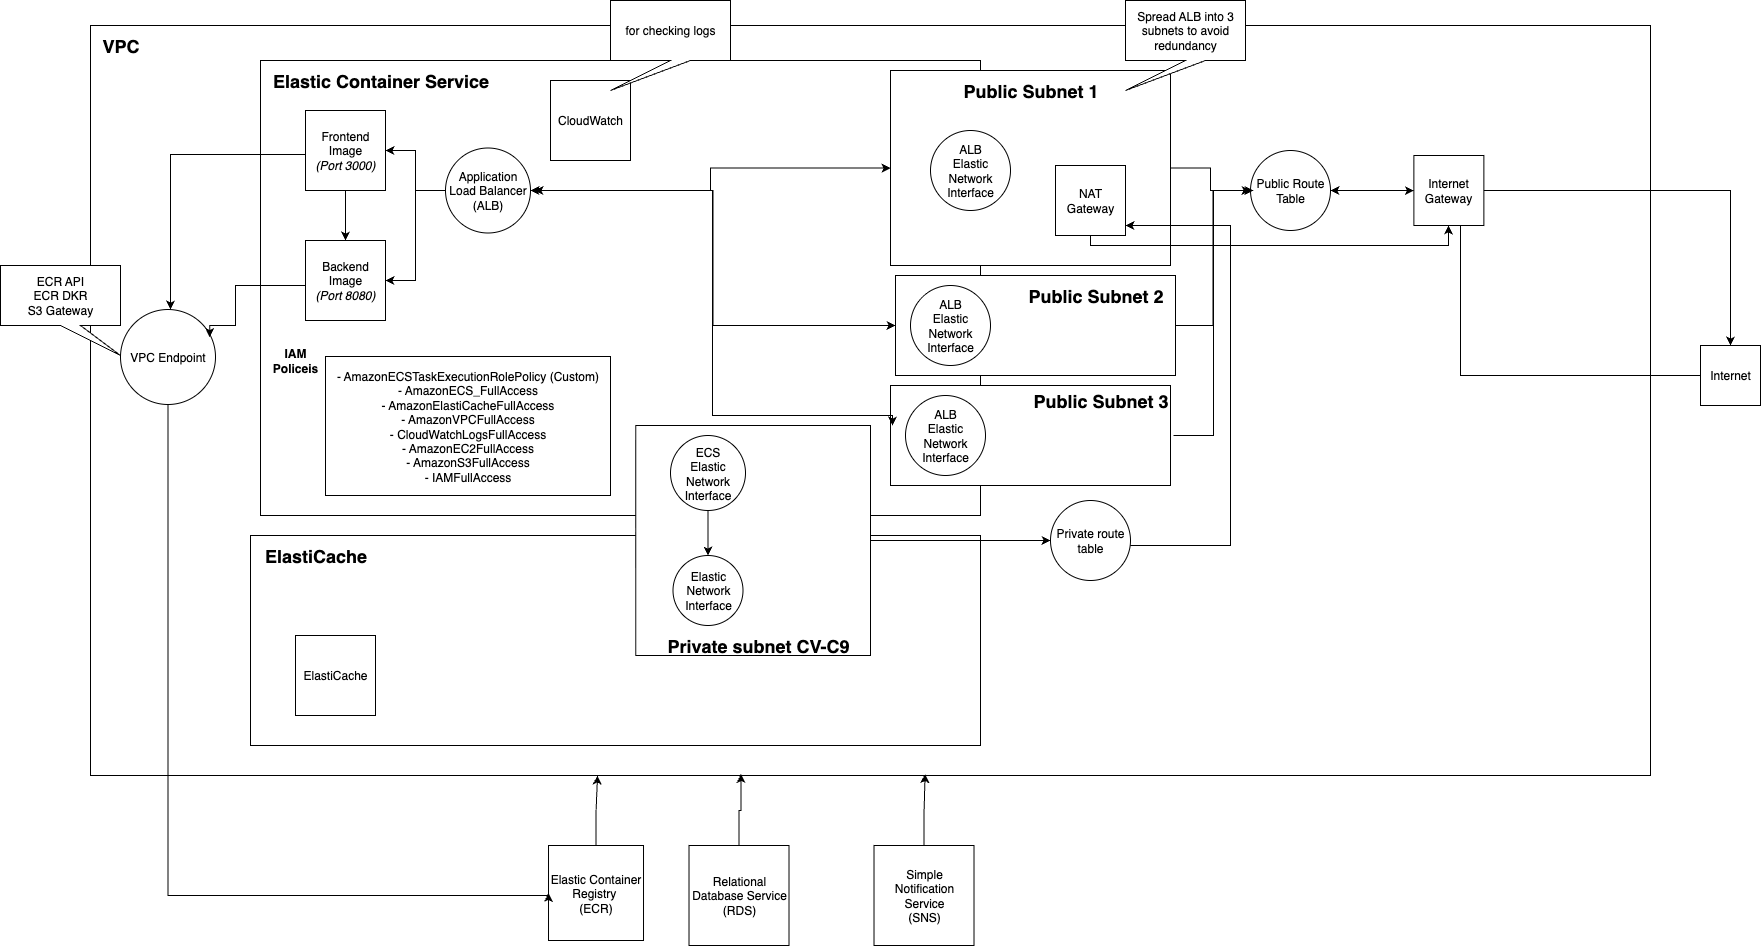 VPC
for checking logs
Spread ALB into 3
subnets to avoid
redundancy
Elastic Container Service
CloudWatch
Frontend
Image
(Port 3000)
Application
Load Balancer
(ALB)
Backend
Image
(Port 8080)
Public Subnet 1
ALB
Elastic
Network
Interface
NAT
Gateway
Public Route
Table
Internet
Gateway
ECR API
ECR DKR
S3 Gateway
VPC Endpoint
Public Subnet 2
ALB
Elastic
Network
Interface
Internet
IAM
Policeis
- AmazonECSTaskExecutionRolePolicy (Custom)
- AmazonECS_FullAccess
- AmazonElastiCacheFullAccess
- AmazonVPCFullAccess
- CloudWatchLogsFullAccess
- AmazonEC2FullAccess
- AmazonS3FullAccess
- IAMFullAccess
Public Subnet 3
ALB
Elastic
Network
Interface
ECS
Elastic
Network
Interface
Elastic
Network
Interface
Private subnet CV-C9
Private route
table
ElastiCache
ElastiCache
Elastic Container
Registry
(ECR)
Relational
Database Service
(RDS)
Simple
Notification
Service
(SNS)